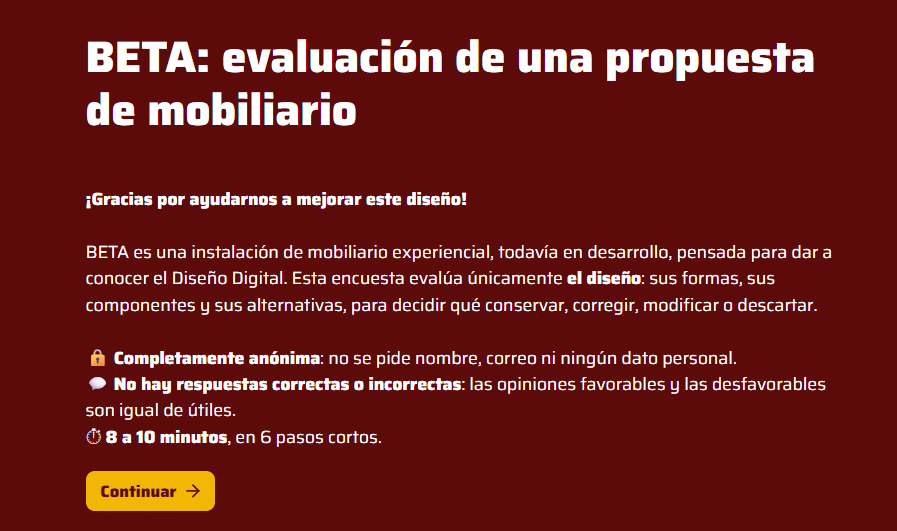 BETA: evaluación de una propuesta
de mobiliario
¡Gracias por ayudarnos a mejorar este diseño!
BETA es una instalación de mobiliario experiencial, todavía en desarrollo, pensada para dar a
conocer el Diseño Digital. Esta encuesta evalúa únicamente el diseño: sus formas, sus
componentes y sus alternativas, para decidir qué conservar, corregir, modificar o descartar.
🔒 Completamente anónima: no se pide nombre, correo ni ningún dato personal.
💬 No hay respuestas correctas o incorrectas: las opiniones favorables y las desfavorables
son igual de útiles.
⏱ 8 a 10 minutos, en 6 pasos cortos.
Continuar →